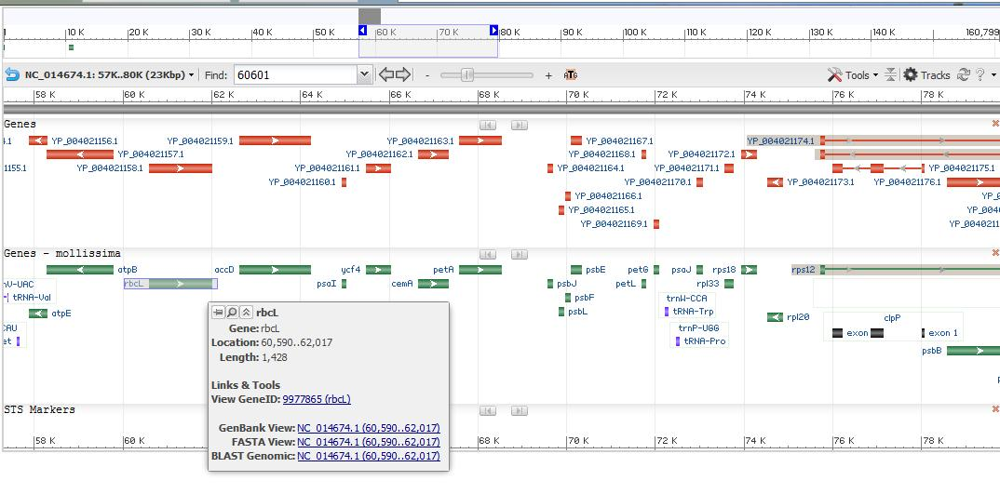 10 K 20 K 30 K 40 K 50 K 60 K 70 K 80 K 90 K 100 K 110 K 120 K 130 K 140 K 160,799
NC_014674.1: 57K..80K (23Kbp) Find: 60601 - + ATG Tools Tracks ?
58 K 60 K 62 K 64 K 66 K 68 K 70 K 72 K 74 K 76 K 78 K
Genes
4.1 YP_004021156.1 YP_004021159.1 YP_004021163.1 YP_004021167.1 YP_004021174.1
YP_004021157.1 YP_004021168.1 YP_004021172.1
1155.1 YP_004021158.1 YP_004021161.1 YP_004021164.1 YP_004021171.1 YP_004021175.1
YP_004021160.1 YP_004021170.1 YP_004021173.1 YP_004021176.1
YP_004021166.1 YP_0
YP_004021165.1 YP_004
YP_004021169.1 YP_0040
Genes - mollissima
atpB accD ycf4 petA psbE petG psaJ rps18 rps12
nV-UAC rbcL psaI cemA psbJ petL rpl33
tRNA-Val psbF trnW-CCA
atpE psbL tRNA-Trp rpl20 clpP
CAU trnP-UGG exon exon 1
et tRNA-Pro psbB
rbcL
Gene: rbcL
Location: 60,590..62,017
Length: 1,428
Links & Tools
View GeneID: 9977865 (rbcL)
GenBank View: NC_014674.1 (60,590..62,017)
FASTA View: NC_014674.1 (60,590..62,017)
BLAST Genomic: NC_014674.1 (60,590..62,017)
STS Markers
58 K 60 K 62 K 64 K 66 K 68 K 70 K 72 K 74 K 76 K 78 K